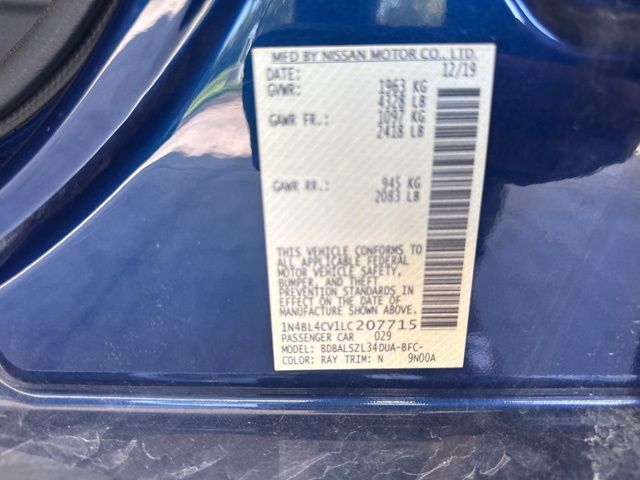 MFD BY NISSAN MOTOR CO., LTD.
DATE: 12/19
GVWR: 1963 KG
4328 LB
GAWR FR.: 1097 KG
2418 LB
GAWR RR.: 945 KG
2083 LB
THIS VEHICLE CONFORMS TO
ALL APPLICABLE FEDERAL
MOTOR VEHICLE SAFETY,
BUMPER, AND THEFT
PREVENTION STANDARDS IN
EFFECT ON THE DATE OF
MANUFACTURE SHOWN ABOVE.
1N4BL4CV1LC207715
PASSENGER CAR 029
MODEL: BDBALSZL34DUA-BFC-
COLOR: RAY TRIM: N 9N00A